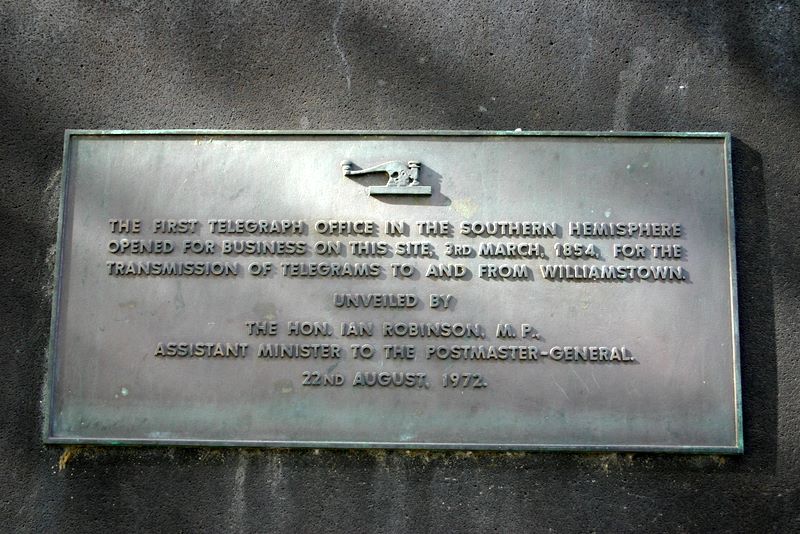 THE FIRST TELEGRAPH OFFICE IN THE SOUTHERN HEMISPHERE
OPENED FOR BUSINESS ON THIS SITE, 3RD MARCH, 1854, FOR THE
TRANSMISSION OF TELEGRAMS TO AND FROM WILLIAMSTOWN.
UNVEILED BY
THE HON. IAN ROBINSON, M.P.,
ASSISTANT MINISTER TO THE POSTMASTER-GENERAL.
22ND AUGUST, 1972.